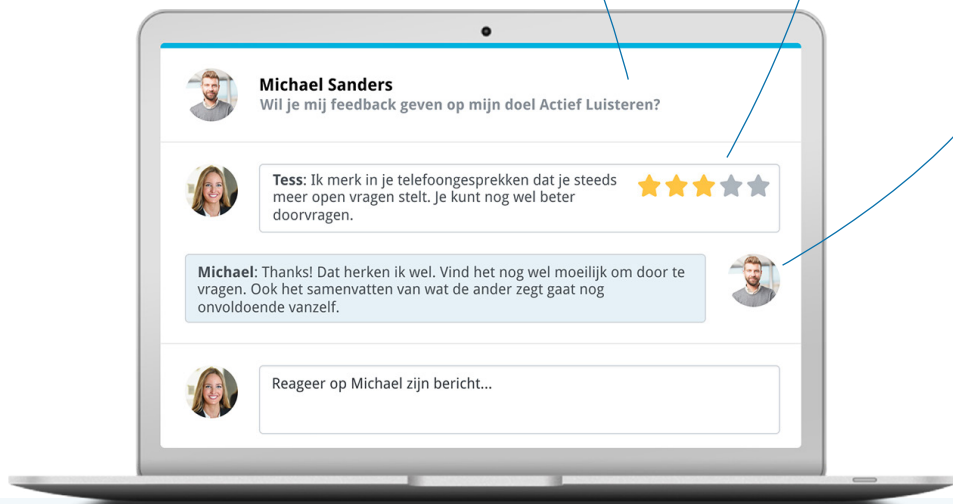 Michael Sanders
Wil je mij feedback geven op mijn doel Actief Luisteren?
Tess: Ik merk in je telefoongesprekken dat je steeds
meer open vragen stelt. Je kunt nog wel beter
doorvragen.
Michael: Thanks! Dat herken ik wel. Vind het nog wel moeilijk om door te
vragen. Ook het samenvatten van wat de ander zegt gaat nog
onvoldoende vanzelf.
Reageer op Michael zijn bericht...